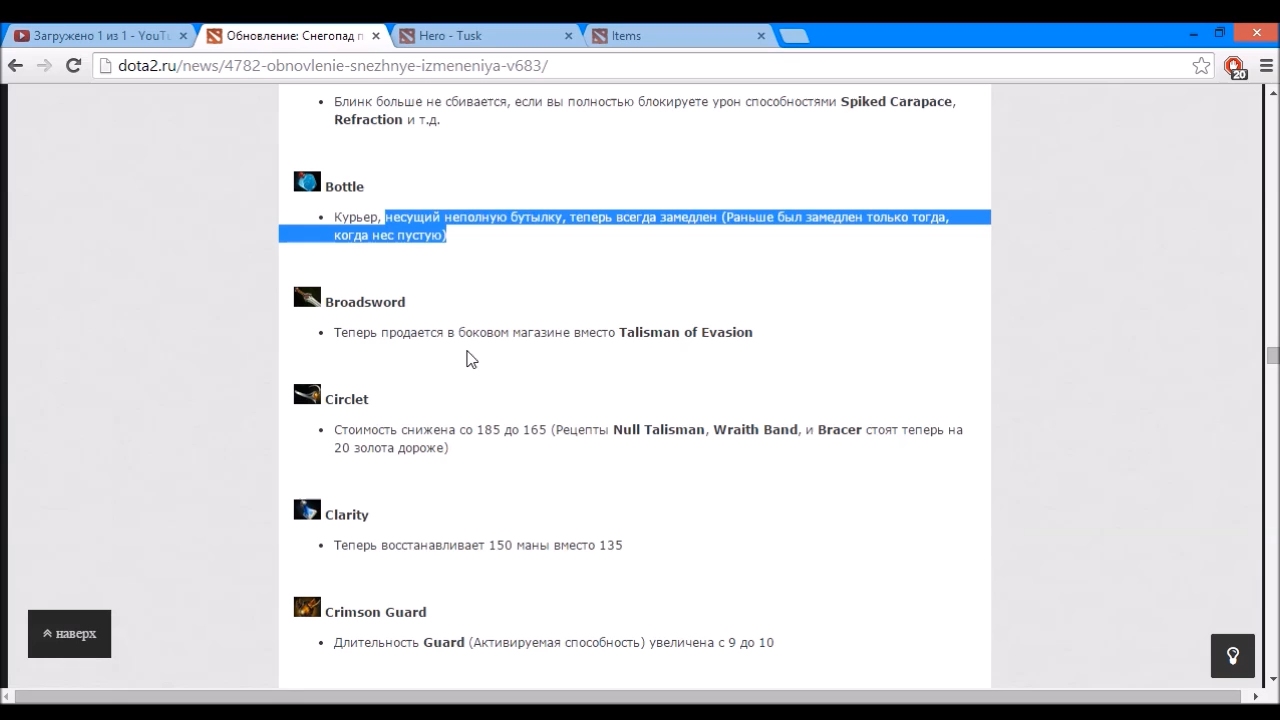 Загружено 1 из 1 - YouTu
Обновление: Снегопад п
Hero - Tusk
Items
dota2.ru/news/4782-obnovlenie-snezhnye-izmeneniya-v683/
20
• Блинк больше не сбивается, если вы полностью блокируете урон способностями Spiked Carapace,
Refraction и т.д.
Bottle
• Курьер, несущий неполную бутылку, теперь всегда замедлен (Раньше был замедлен только тогда,
когда нес пустую)
Broadsword
• Теперь продается в боковом магазине вместо Talisman of Evasion
Circlet
• Стоимость снижена со 185 до 165 (Рецепты Null Talisman, Wraith Band, и Bracer стоят теперь на
20 золота дороже)
Clarity
• Теперь восстанавливает 150 маны вместо 135
Crimson Guard
• Длительность Guard (Активируемая способность) увеличена с 9 до 10
наверх